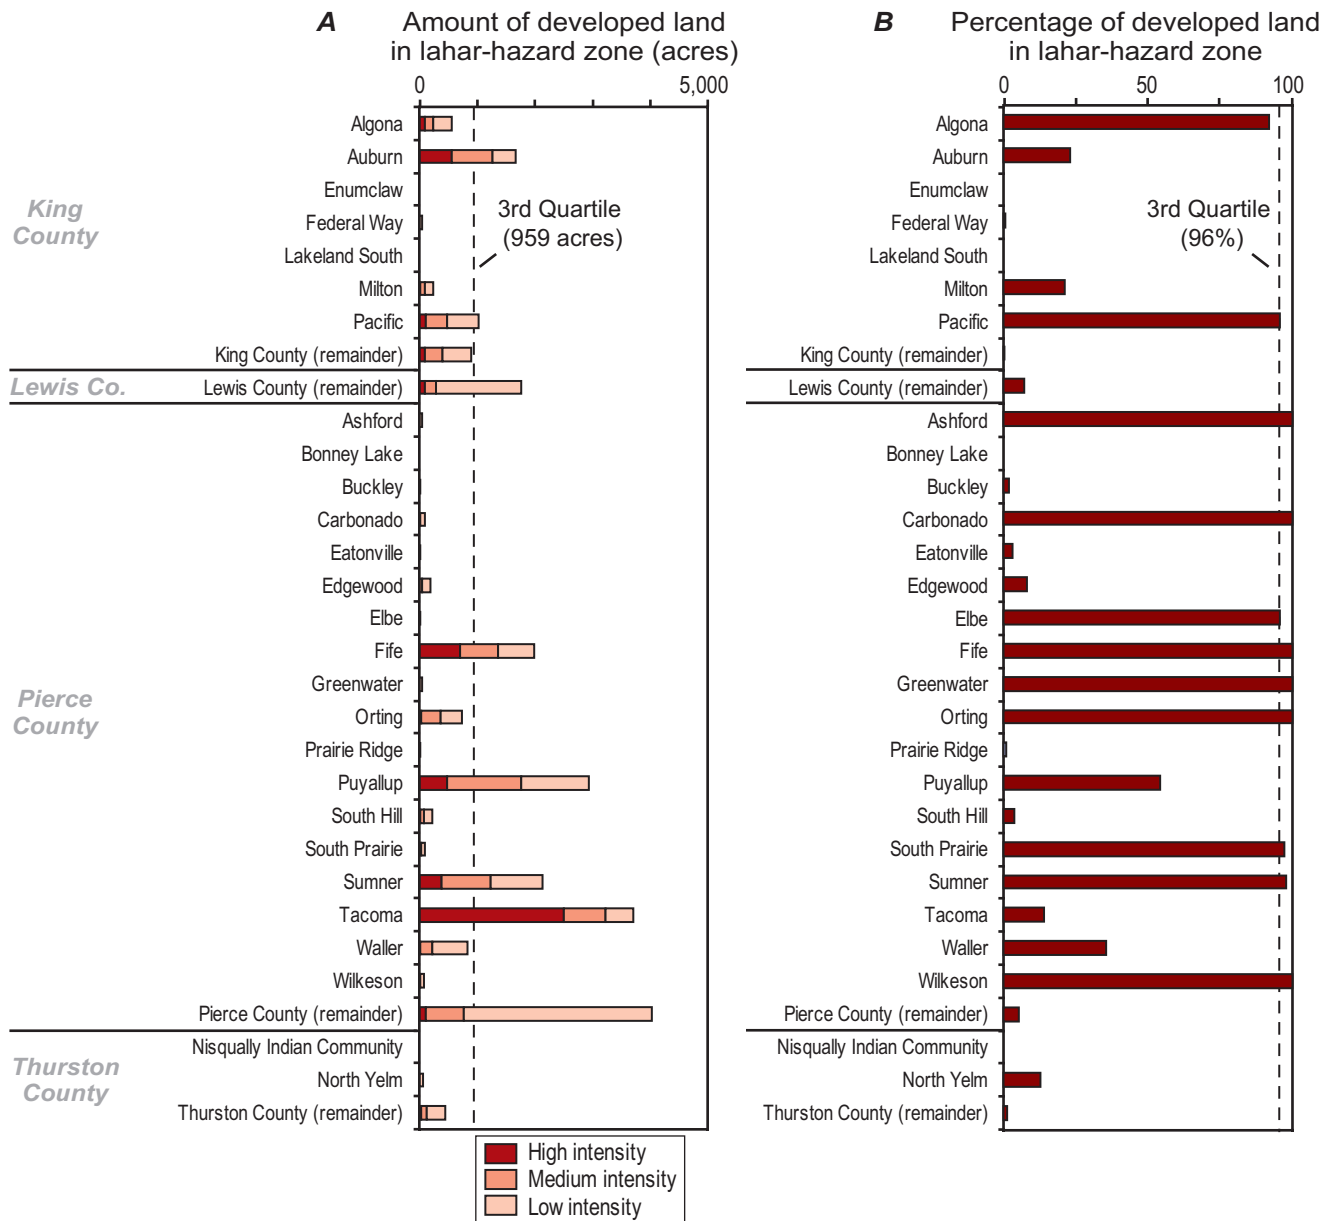 A Amount of developed land
in lahar-hazard zone (acres)
0 5,000
B Percentage of developed land
in lahar-hazard zone
0 50 100
King
County
Algona
Auburn
Enumclaw
Federal Way
Lakeland South
Milton
Pacific
King County (remainder)
3rd Quartile
(959 acres)
Lewis Co.
Lewis County (remainder)
Pierce
County
Ashford
Bonney Lake
Buckley
Carbonado
Eatonville
Edgewood
Elbe
Fife
Greenwater
Orting
Prairie Ridge
Puyallup
South Hill
South Prairie
Sumner
Tacoma
Waller
Wilkeson
Pierce County (remainder)
Thurston
County
Nisqually Indian Community
North Yelm
Thurston County (remainder)
High intensity
Medium intensity
Low intensity
Algona
Auburn
Enumclaw
Federal Way
Lakeland South
Milton
Pacific
King County (remainder)
3rd Quartile
(96%)
Lewis County (remainder)
Ashford
Bonney Lake
Buckley
Carbonado
Eatonville
Edgewood
Elbe
Fife
Greenwater
Orting
Prairie Ridge
Puyallup
South Hill
South Prairie
Sumner
Tacoma
Waller
Wilkeson
Pierce County (remainder)
Nisqually Indian Community
North Yelm
Thurston County (remainder)